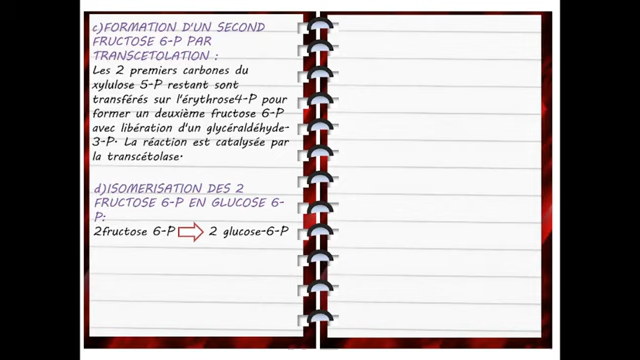 c)FORMATION D'UN SECOND
FRUCTOSE 6-P PAR
TRANSCETOLATION :
Les 2 premiers carbones du
xylulose 5-P restant sont
transférés sur l'érythrose4-P pour
former un deuxième fructose 6-P
avec libération d'un glycéraldéhyde-
3-P. La réaction est catalysée par
la transcétolase.
d)ISOMERISATION DES 2
FRUCTOSE 6-P EN GLUCOSE 6-
P:
2fructose 6-P 2 glucose-6-P